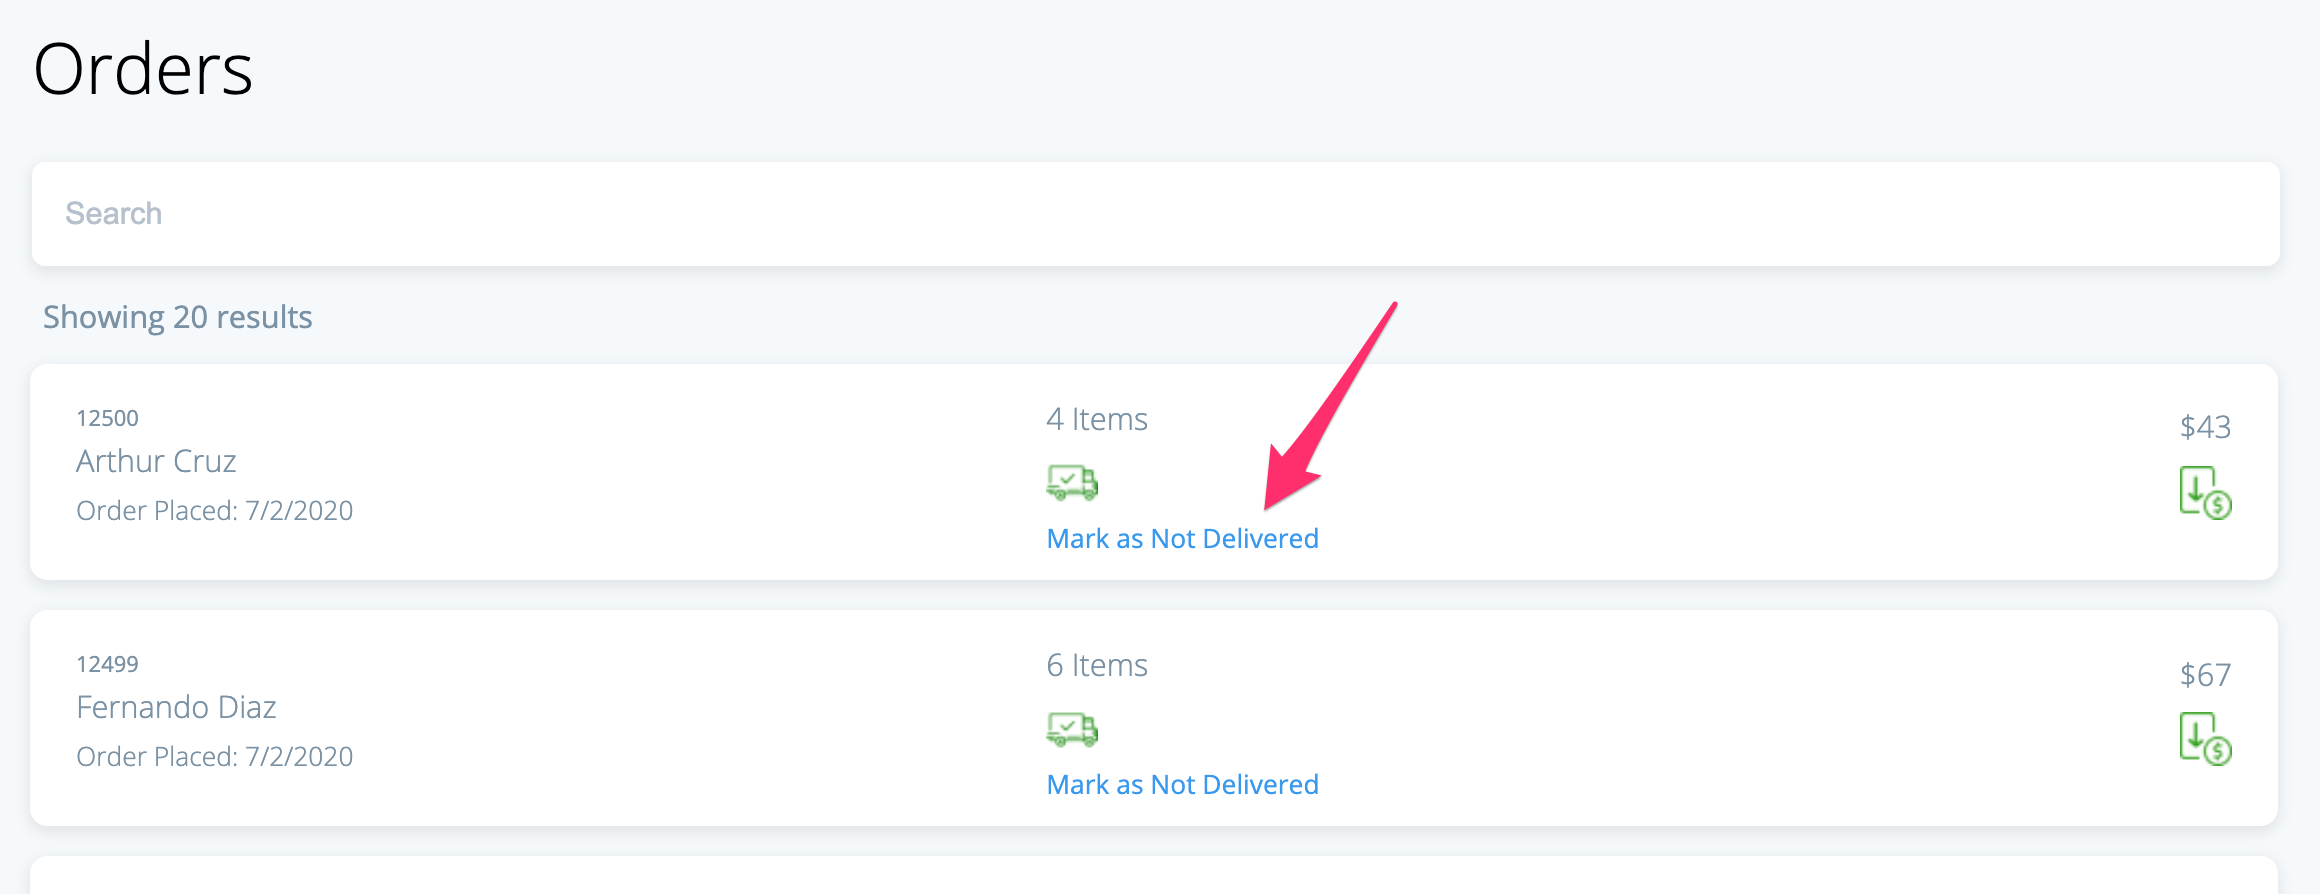 Orders
Search
Showing 20 results
12500
Arthur Cruz
Order Placed: 7/2/2020
4 Items
Mark as Not Delivered
$43
12499
Fernando Diaz
Order Placed: 7/2/2020
6 Items
Mark as Not Delivered
$67